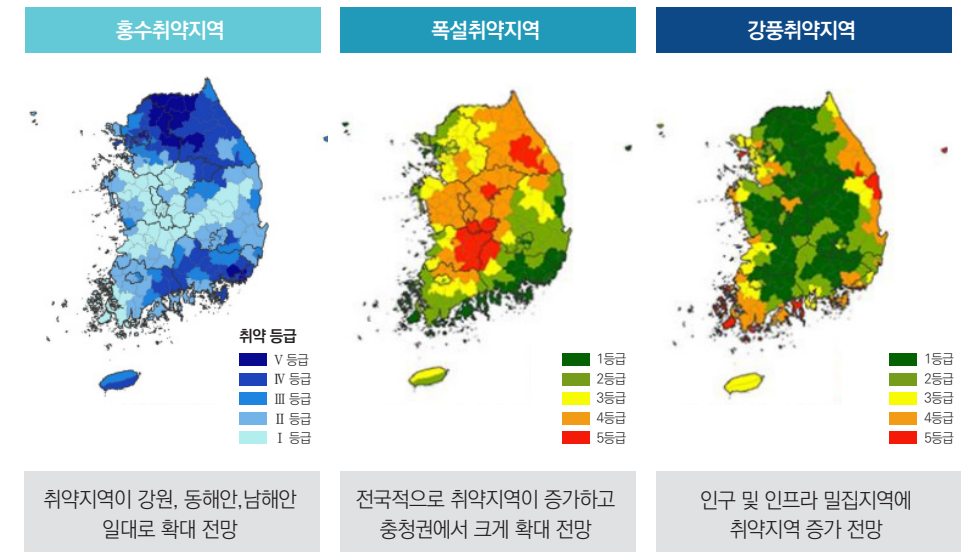 홍수취약지역
폭설취약지역
강풍취약지역
취약 등급
Ⅴ 등급
Ⅳ 등급
Ⅲ 등급
Ⅱ 등급
Ⅰ 등급
1등급
2등급
3등급
4등급
5등급
1등급
2등급
3등급
4등급
5등급
취약지역이 강원, 동해안,남해안
일대로 확대 전망
전국적으로 취약지역이 증가하고
충청권에서 크게 확대 전망
인구 및 인프라 밀집지역에
취약지역 증가 전망